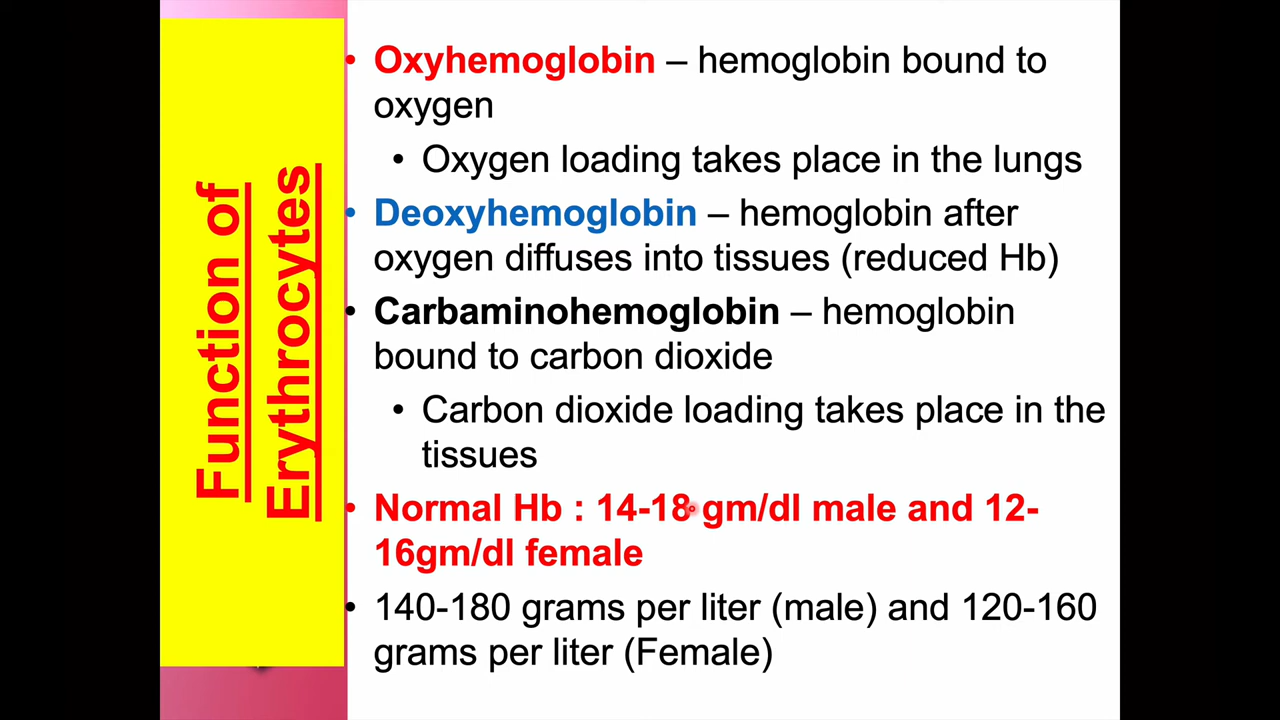 Function of
Erythrocytes
• Oxyhemoglobin – hemoglobin bound to
oxygen
• Oxygen loading takes place in the lungs
• Deoxyhemoglobin – hemoglobin after
oxygen diffuses into tissues (reduced Hb)
• Carbaminohemoglobin – hemoglobin
bound to carbon dioxide
• Carbon dioxide loading takes place in the
tissues
• Normal Hb : 14-18 gm/dl male and 12-
16gm/dl female
• 140-180 grams per liter (male) and 120-160
grams per liter (Female)